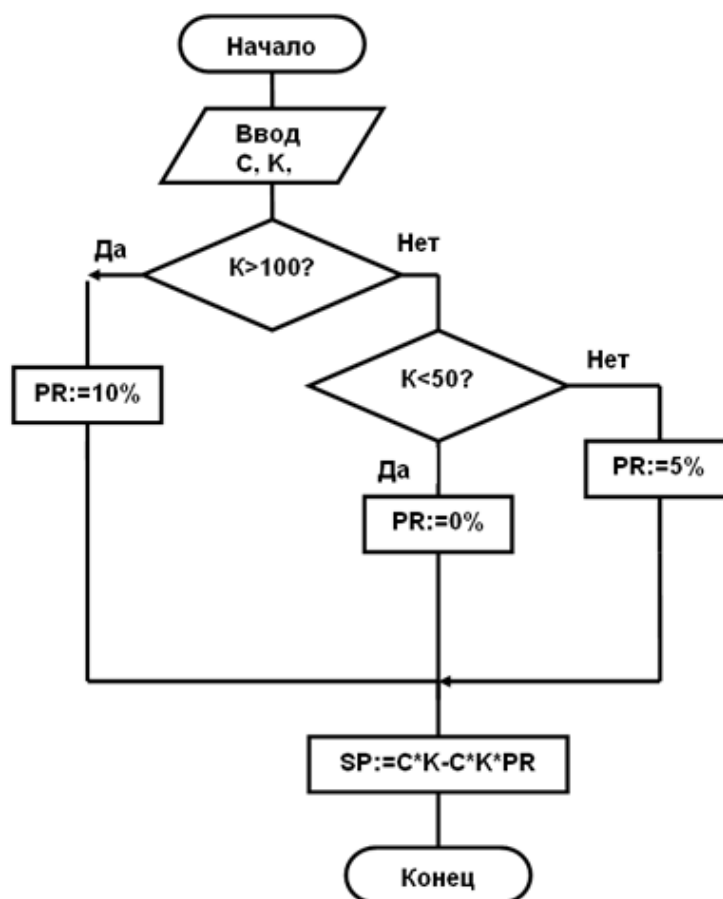 Начало
Ввод
С, K,
Да
Нет
К>100?
К<50?
Нет
PR:=10%
PR:=5%
Да
PR:=0%
SP:=C*K-C*K*PR
Конец